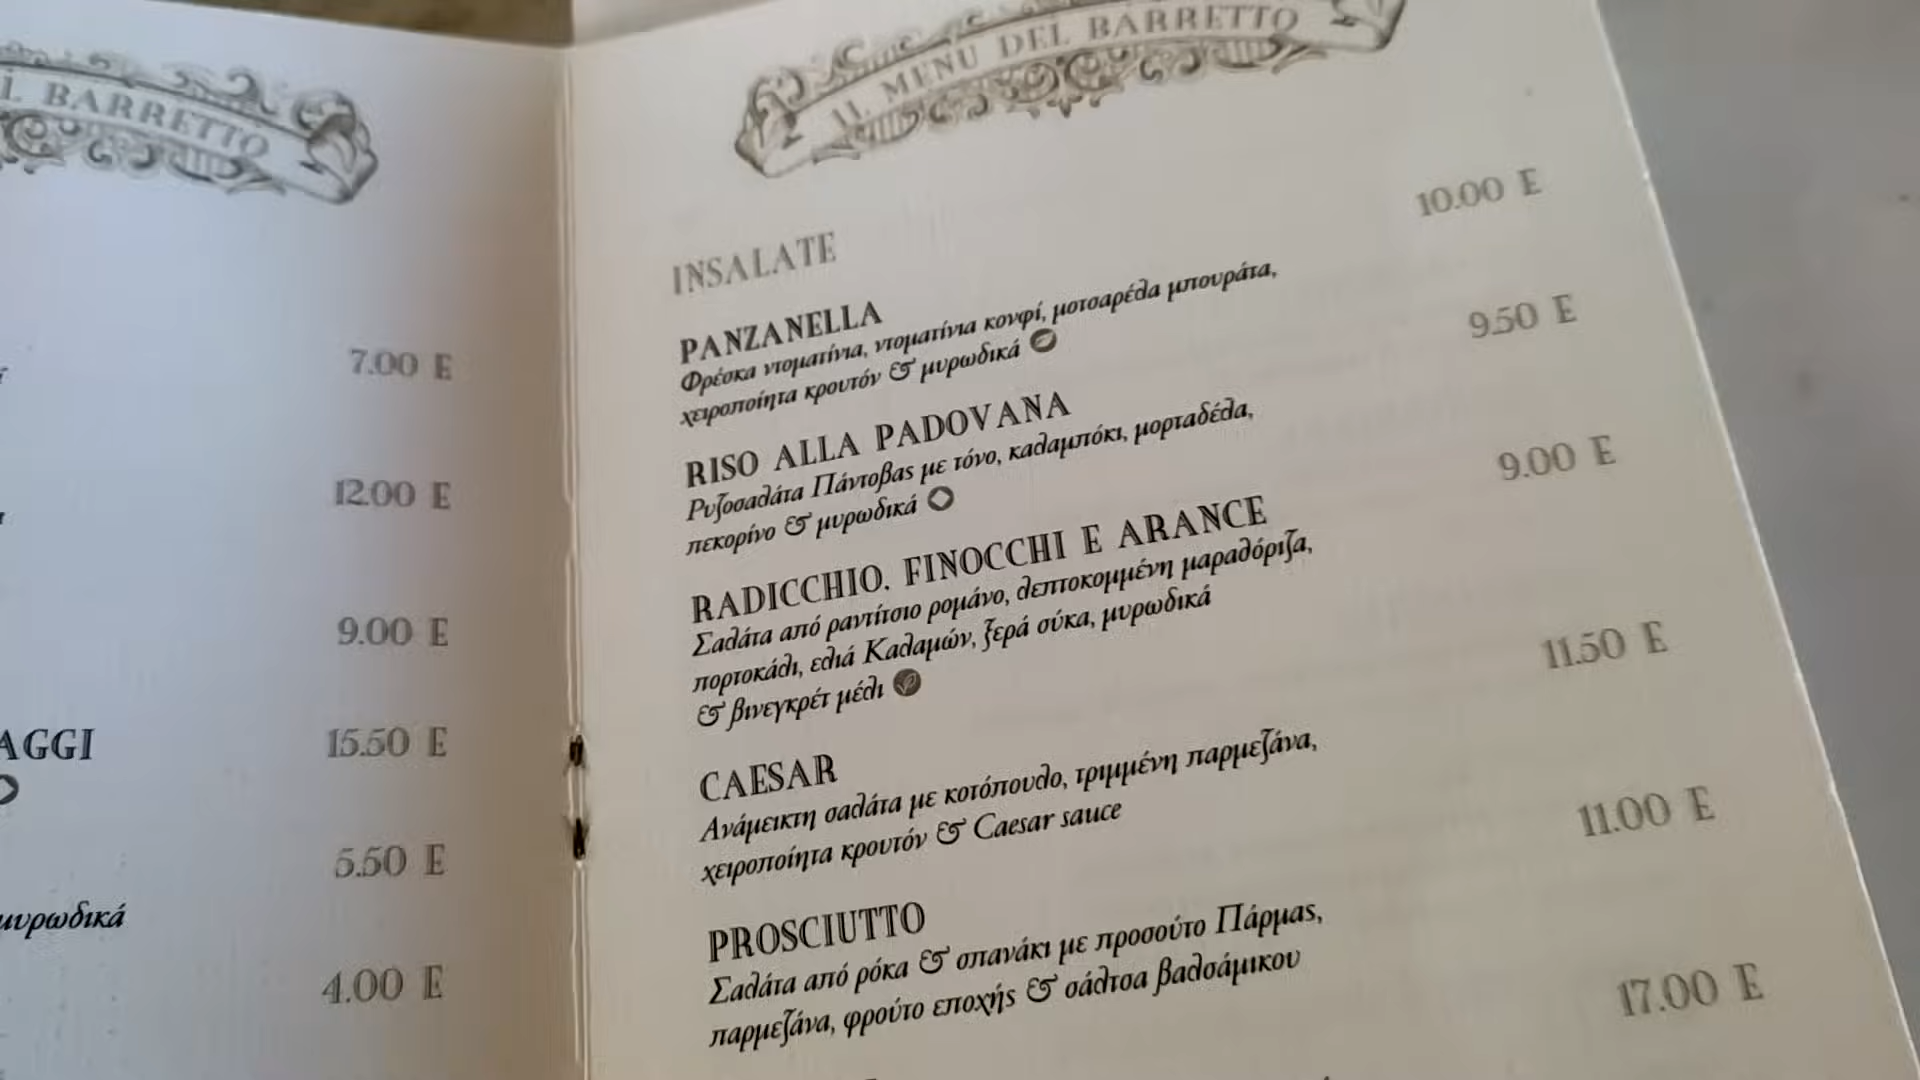 BARRETTO
7.00 E
12.00 E
9.00 E
AGGI
15.50 E
5.50 E
μυρωδικά
4.00 E
AL MENU DEL BARRETTO
INSALATE
10.00 E
PANZANELLA
Φρέσκα ντοματίνια, ντοματίνια κονφί, μοτσαρέλα μπουράτα,
χειροποίητα κρουτόν & μυρωδικά
9.50 E
RISO ALLA PADOVANA
Ρυζοσαλάτα Πάντοβας με τόνο, καλαμπόκι, μορταδέλα,
πεκορίνο & μυρωδικά
9.00 E
RADICCHIO, FINOCCHI E ARANCE
Σαλάτα από ραντίτσιο ρομάνο, λεπτοκομμένη μαραθόριζα,
πορτοκάλι, ελιά Καλαμών, ξερά σύκα, μυρωδικά
& βινεγκρέτ μέλι
11.50 E
CAESAR
Ανάμεικτη σαλάτα με κοτόπουλο, τριμμένη παρμεζάνα,
χειροποίητα κρουτόν & Caesar sauce
11.00 E
PROSCIUTTO
Σαλάτα από ρόκα & σπανάκι με προσούτο Πάρμας,
παρμεζάνα, φρούτο εποχής & σάλτσα βαλσάμικου
17.00 E